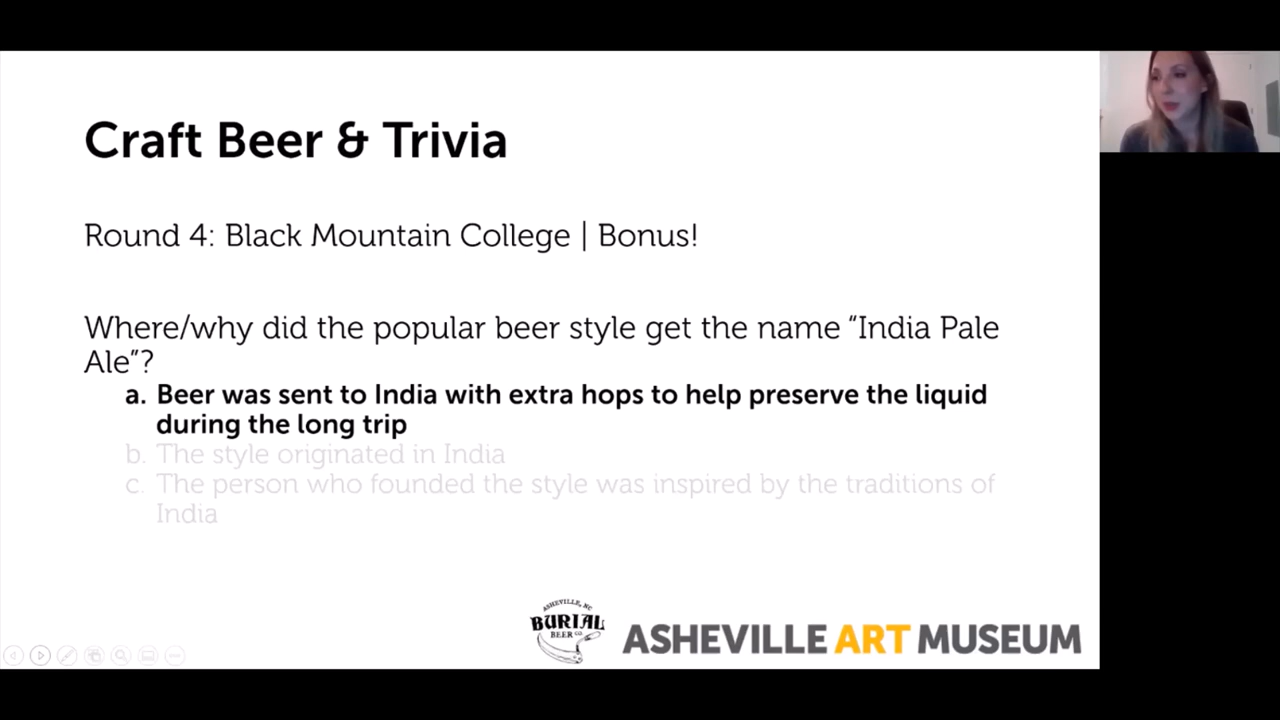 Craft Beer & Trivia
Round 4: Black Mountain College | Bonus!
Where/why did the popular beer style get the name “India Pale
Ale”?
a. Beer was sent to India with extra hops to help preserve the liquid
during the long trip
b. The style originated in India
c. The person who founded the style was inspired by the traditions of
India
ASHEVILLE, NC
BURIAL
BEER CO
ASHEVILLE ART MUSEUM